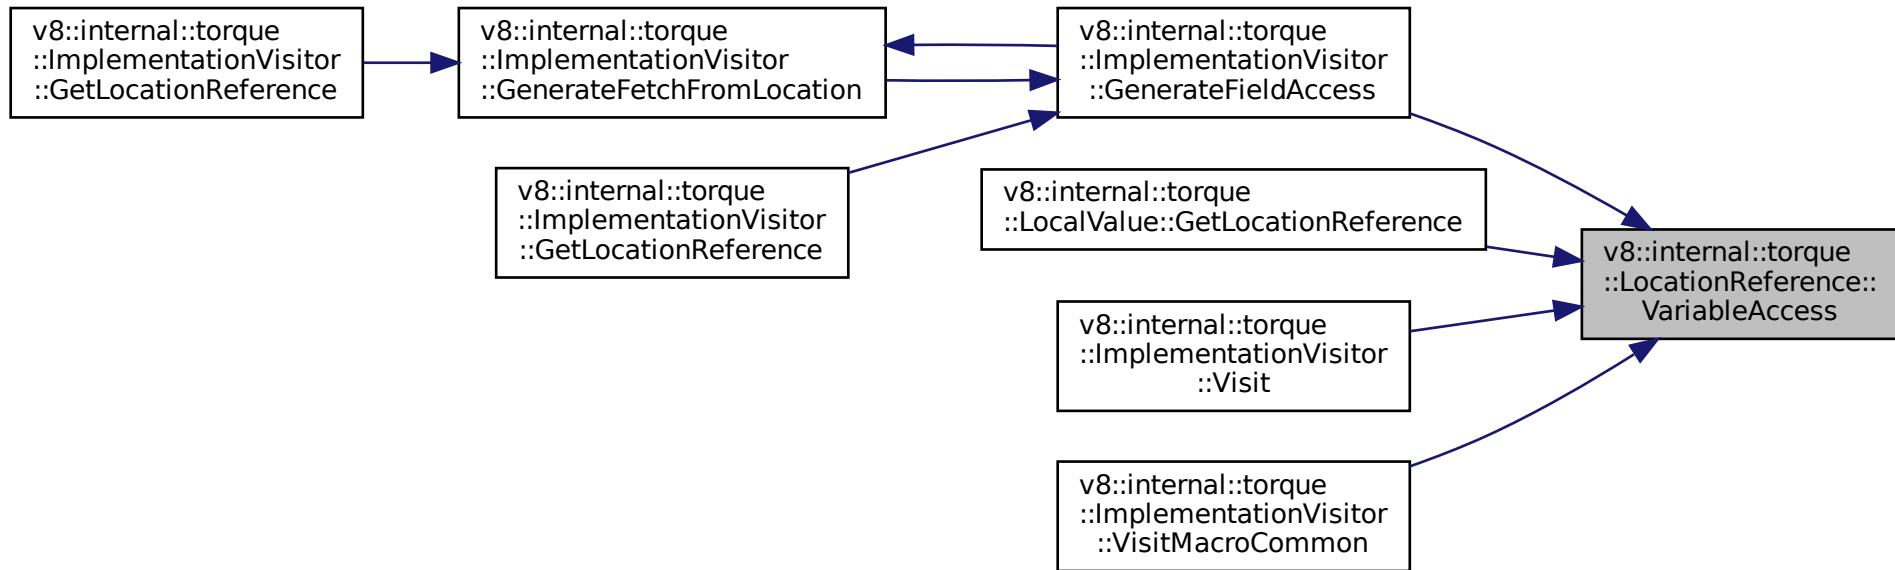 v8::internal::torque
::ImplementationVisitor
::GetLocationReference
v8::internal::torque
::ImplementationVisitor
::GenerateFetchFromLocation
v8::internal::torque
::ImplementationVisitor
::GenerateFieldAccess
v8::internal::torque
::ImplementationVisitor
::GetLocationReference
v8::internal::torque
::LocalValue::GetLocationReference
v8::internal::torque
::LocationReference::
VariableAccess
v8::internal::torque
::ImplementationVisitor
::Visit
v8::internal::torque
::ImplementationVisitor
::VisitMacroCommon